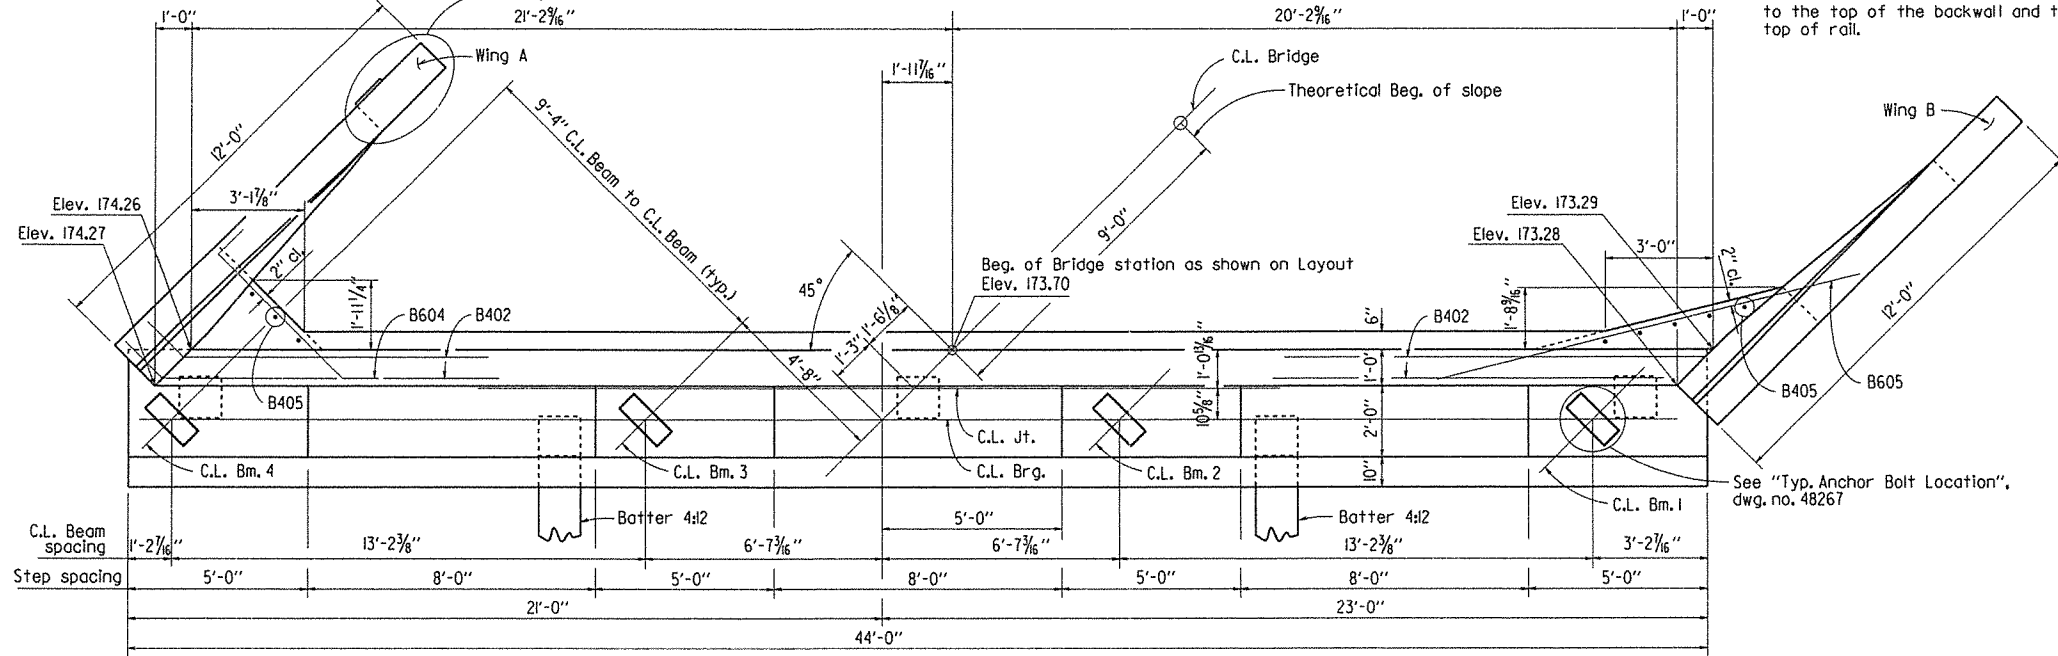 1'-0"
21'-2 9/16"
20'-2 9/16"
1'-0"
to the top of the backwall and t
top of rail.
Wing A
C.L. Bridge
1'-11 7/16"
Theoretical Beg. of slope
Wing B
12'-0"
9'-4" C.L. Beam to C.L. Beam (typ.)
9'-0"
Elev. 174.26
3'-1 7/8"
Elev. 174.27
2" cl.
Elev. 173.29
Elev. 173.28
3'-0"
2" cl.
Beg. of Bridge station as shown on Layout
Elev. 173.70
45°
1'-11 1/4"
B604
B402
1'-3"
1'-6 1/8"
4'-8"
6"
B402
1'-8 9/16"
12'-0"
1'-0 13/16"
1'-0"
B405
B605
B405
10 5/8"
2'-0"
C.L. Jt.
C.L. Bm. 4
C.L. Bm. 3
C.L. Brg.
C.L. Bm. 2
10"
See "Typ. Anchor Bolt Location",
dwg. no. 48267
C.L. Bm. 1
Batter 4:12
5'-0"
Batter 4:12
C.L. Beam
spacing
1'-2 7/16"
13'-2 3/8"
6'-7 3/16"
6'-7 3/16"
13'-2 3/8"
3'-2 7/16"
Step spacing
5'-0"
8'-0"
5'-0"
8'-0"
5'-0"
8'-0"
5'-0"
21'-0"
23'-0"
44'-0"